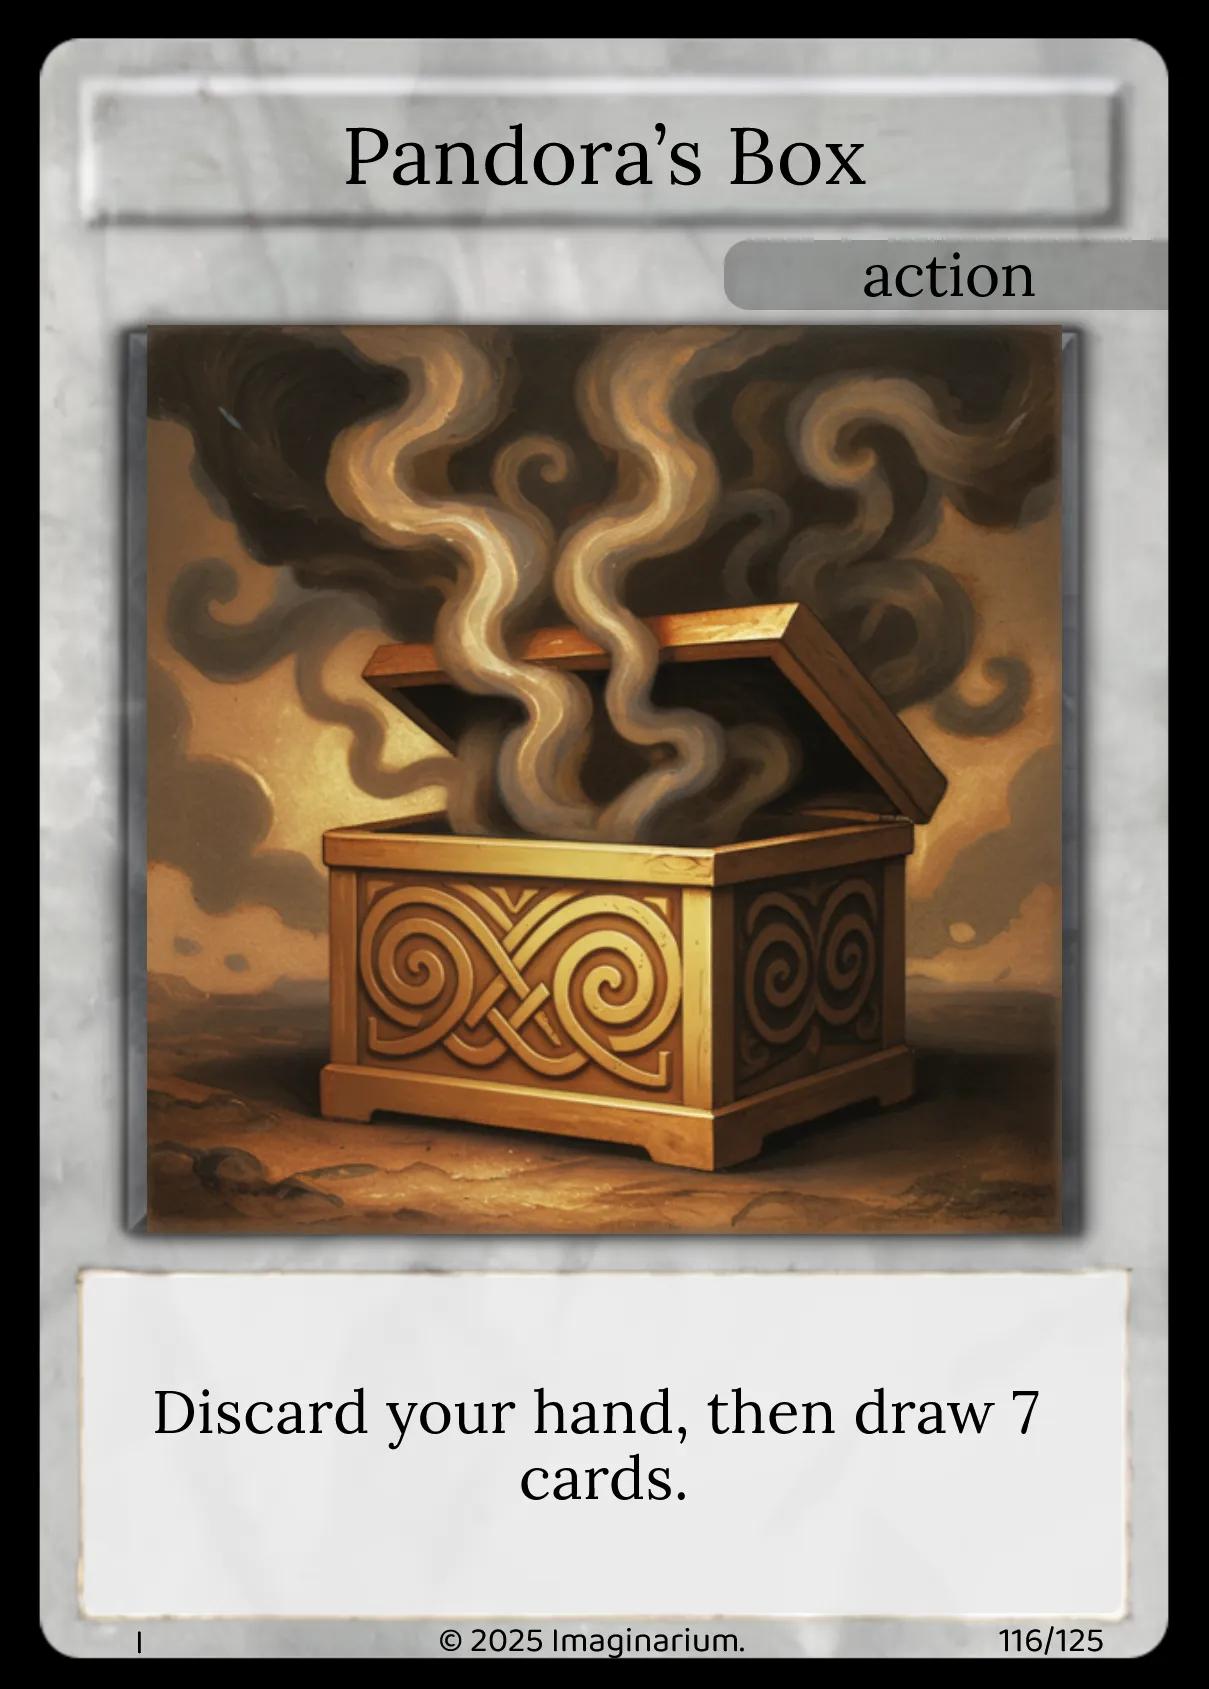 Pandora’s Box
action
Discard your hand, then draw 7
cards.
I © 2025 Imaginarium. 116/125